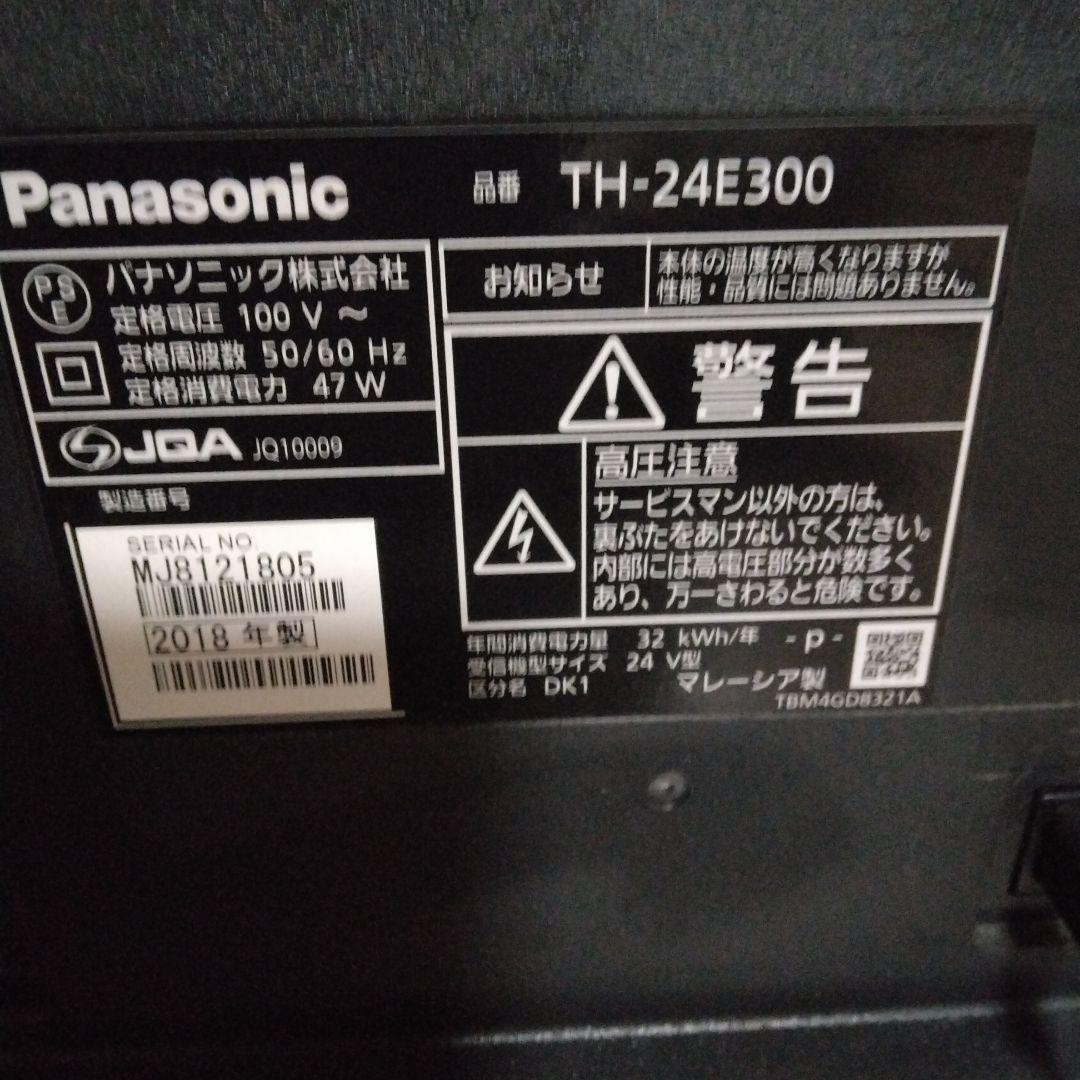 Panasonic
品番 TH-24E300
PSE
パナソニック株式会社
定格電圧 100 V ~
定格周波数 50/60 Hz
定格消費電力 47 W
JQA JQ10009
製造番号
SERIAL NO.
MJ8121805
2018 年製
お知らせ
本体の温度が高くなりますが
性能・品質には問題ありません。
警告
高圧注意
サービスマン以外の方は、
裏ぶたをあけないでください。
内部には高電圧部分が数多く
あり、万一さわると危険です。
年間消費電力量 32 kWh/年 - p -
受信機型サイズ 24 V型
区分名 DK1 マレーシア製
TBM4GD8321A